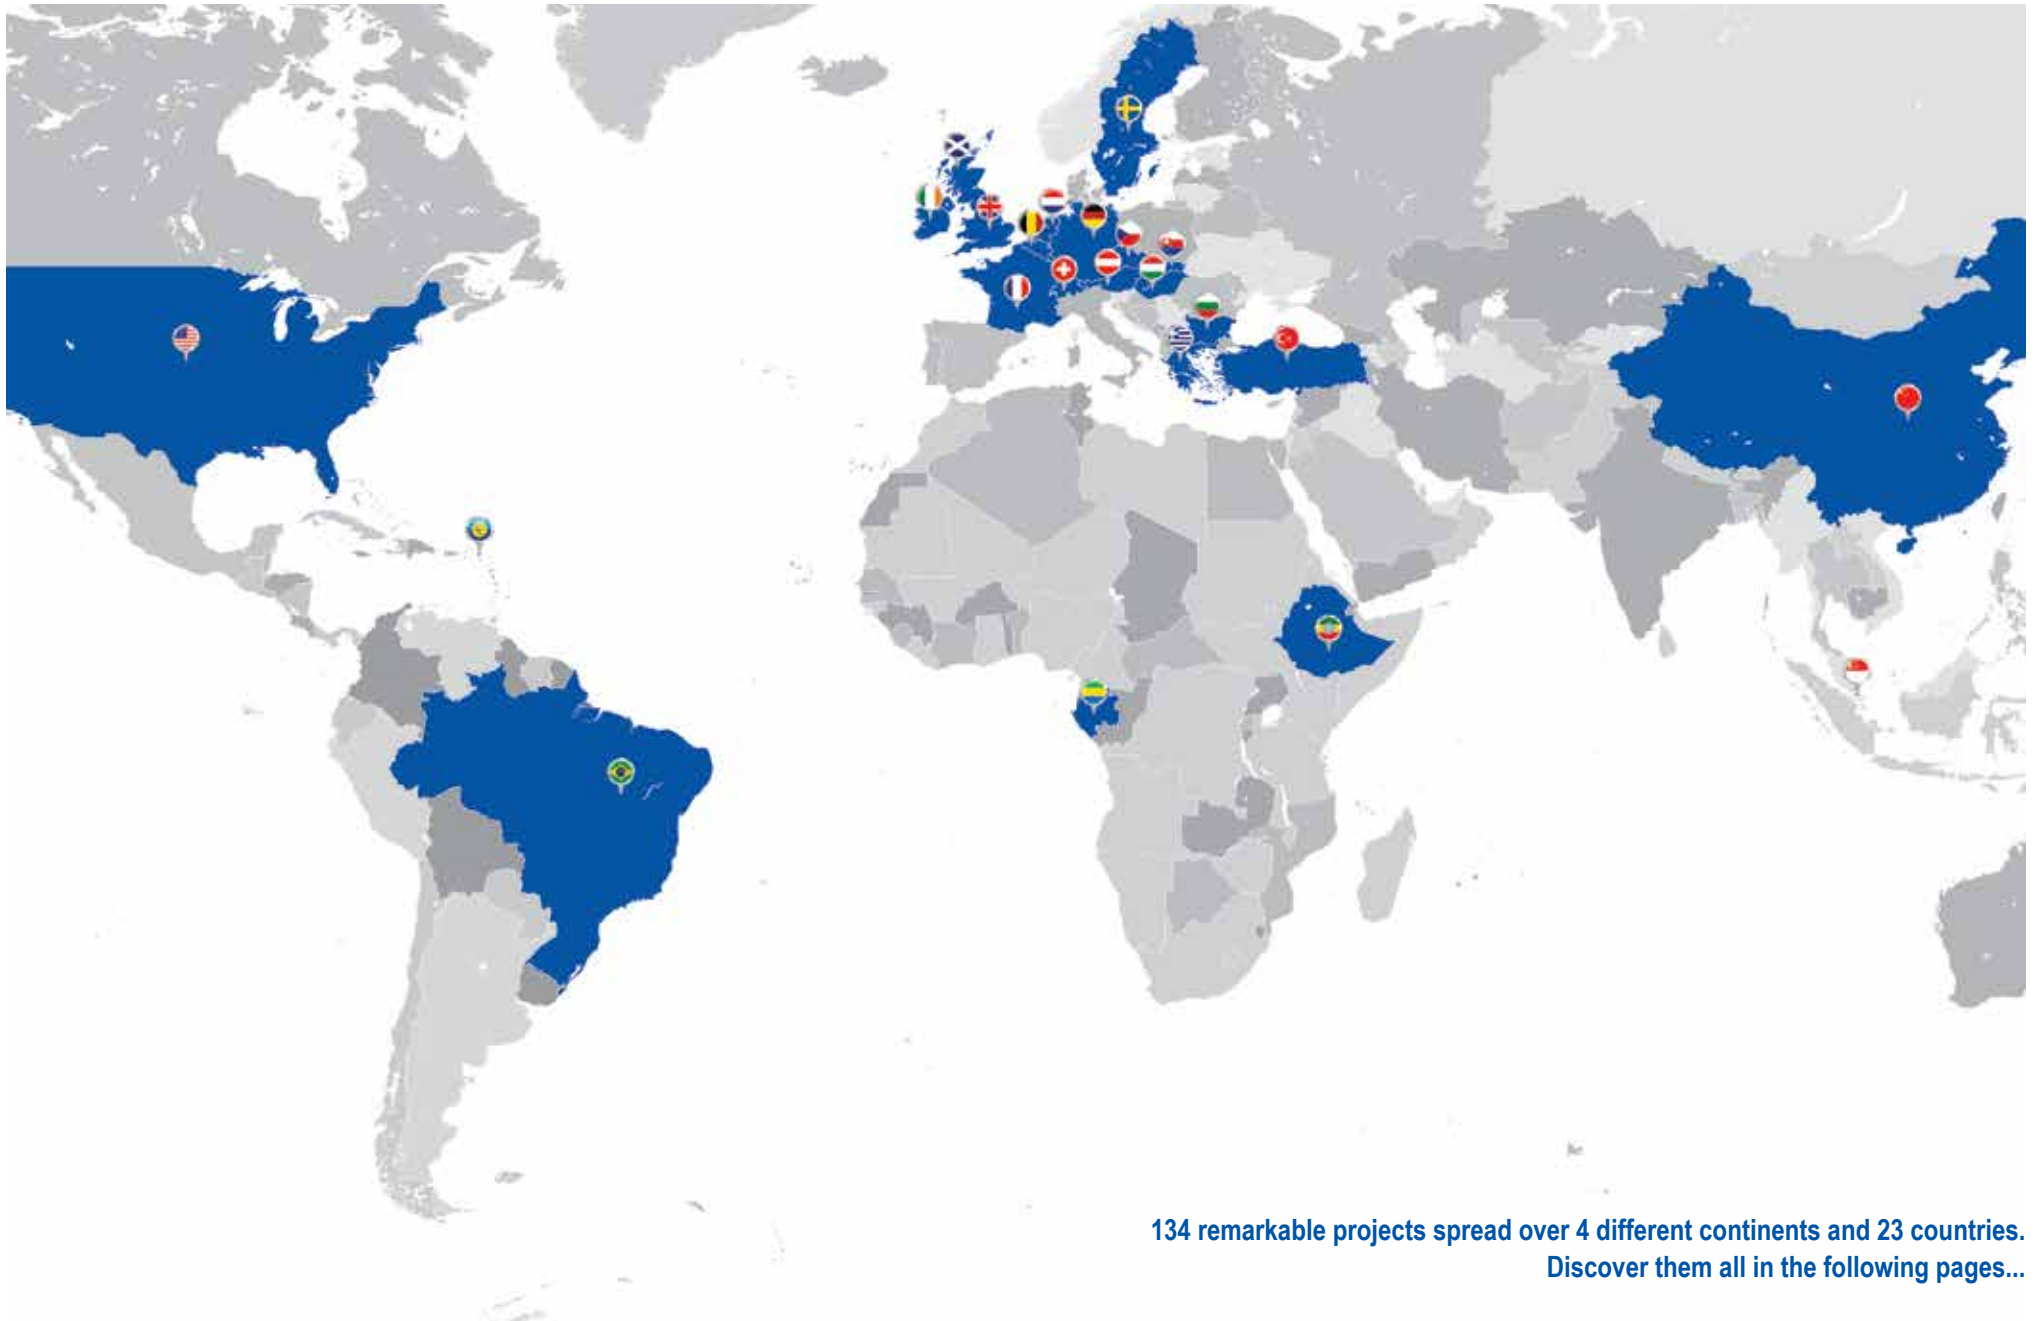 134 remarkable projects spread over 4 different continents and 23 countries.
Discover them all in the following pages...